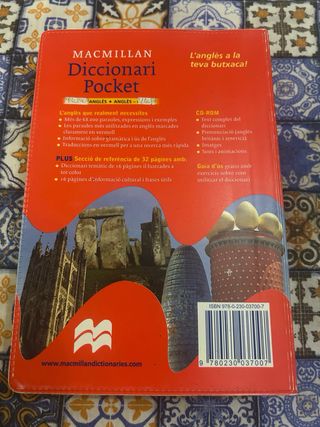 MACMILLAN
Diccionari
Pocket
L'anglès a la
teva butxaca!
ANGLÈS • ANGLÈS -
L'anglès que realment necessites
• Més de 68 000 paraules, expressions i exemples
• Les paraules més utilitzades en anglès marcades
clarament en vermell
• Informació sobre gramàtica i ús de l'anglès
• Traduccions en vermell per a una recerca més ràpida
PLUS Secció de referència de 32 pàgines amb:
• Diccionari temàtic de 16 pàgines il·lustrades a
tot color
• 16 pàgines d'informació cultural i frases útils
CD-ROM
• Text complet del
diccionari
• Pronunciació (anglès
britànic i americà)
• Imatges
• Sons i animacions
Guia d'ús gratis amb
exercicis sobre com
utilitzar el diccionari
ISBN 978-0-230-03700-7
9 780230 037007
www.macmillandictionaries.com